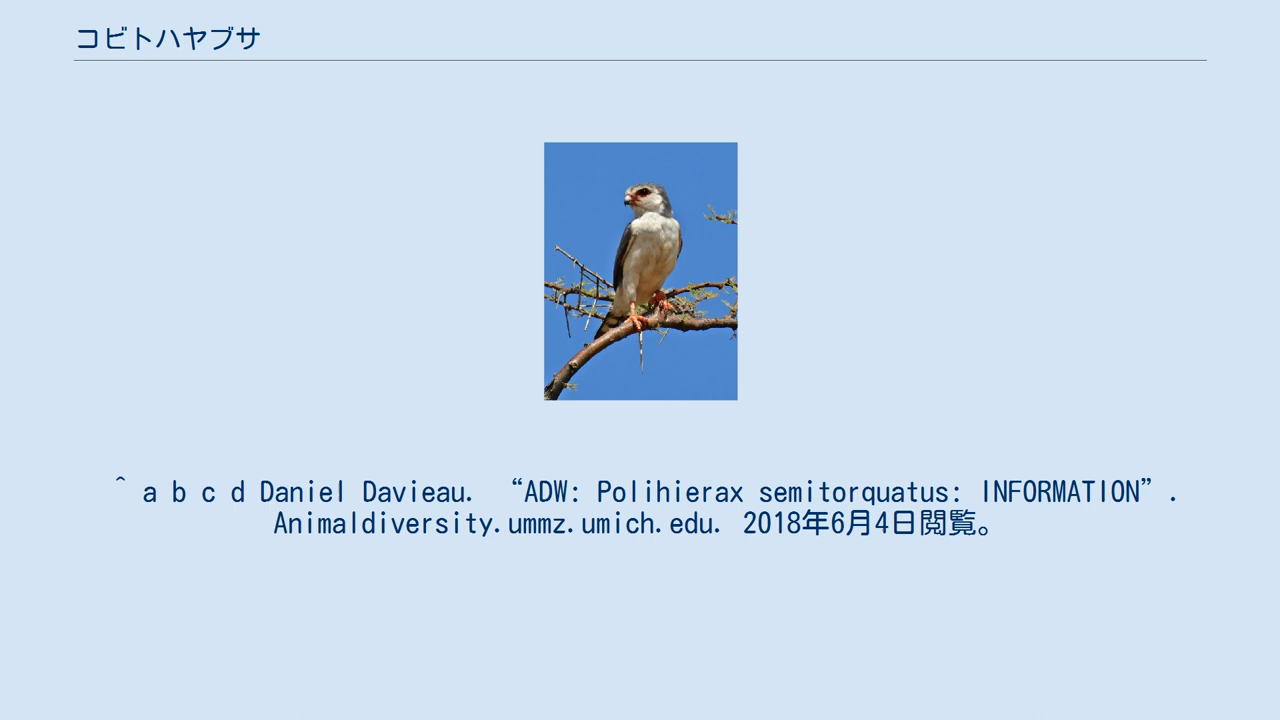 コビトハヤブサ
^ a b c d Daniel Davieau. “ADW: Polihierax semitorquatus: INFORMATION”.
Animaldiversity.ummz.umich.edu. 2018年6月4日閲覧。